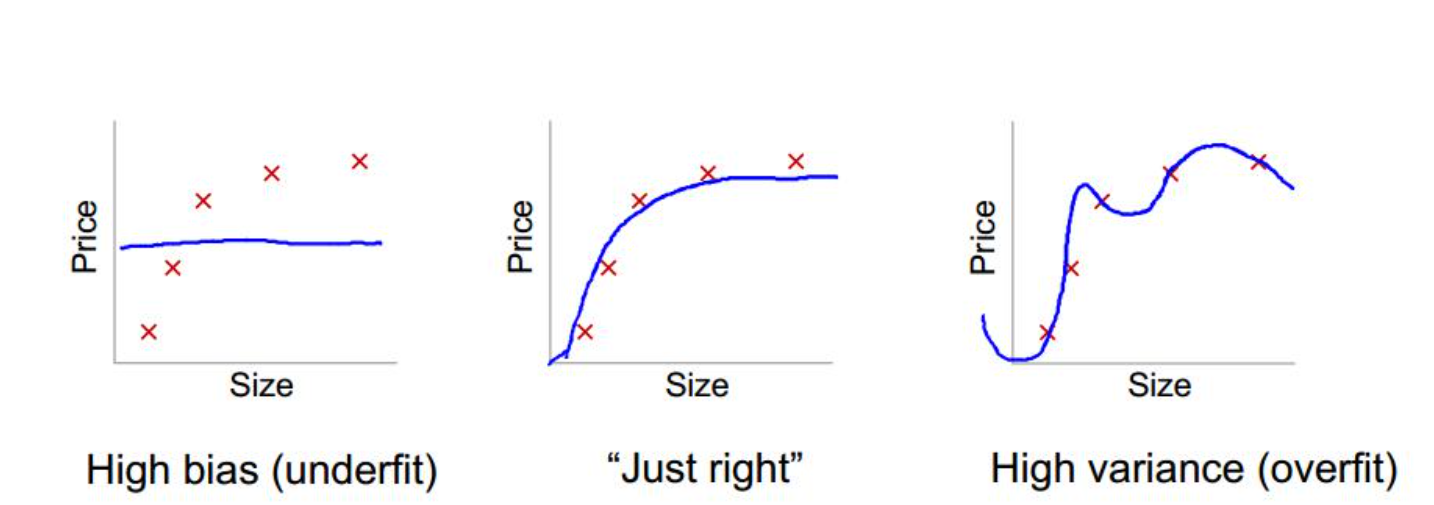 Price
Size
High bias (underfit)
Price
Size
“Just right”
Price
Size
High variance (overfit)